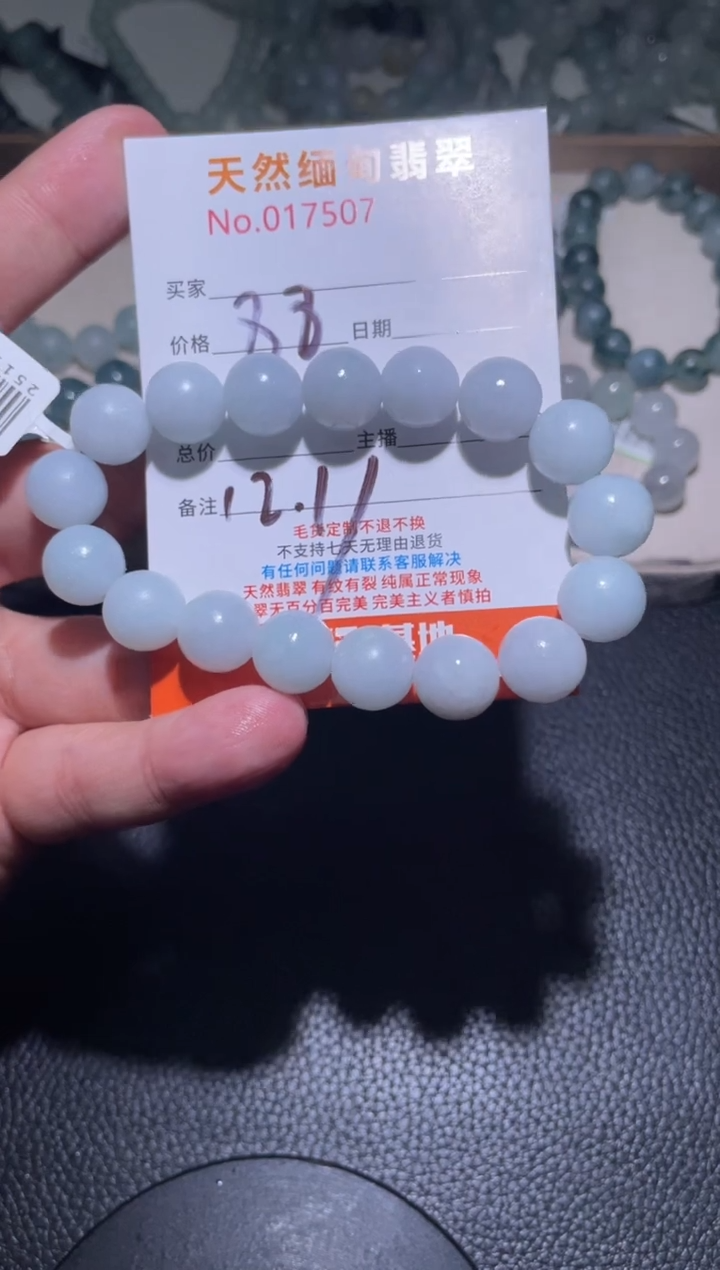 天然缅甸翡翠
No.017507
买家
价格 33 日期
总价 主播
备注 12.11
毛货定制不退不换
不支持七天无理由退货
有任何问题请联系客服解决
天然翡翠 有纹有裂 纯属正常现象
翠无百分百完美 完美主义者慎拍
基地